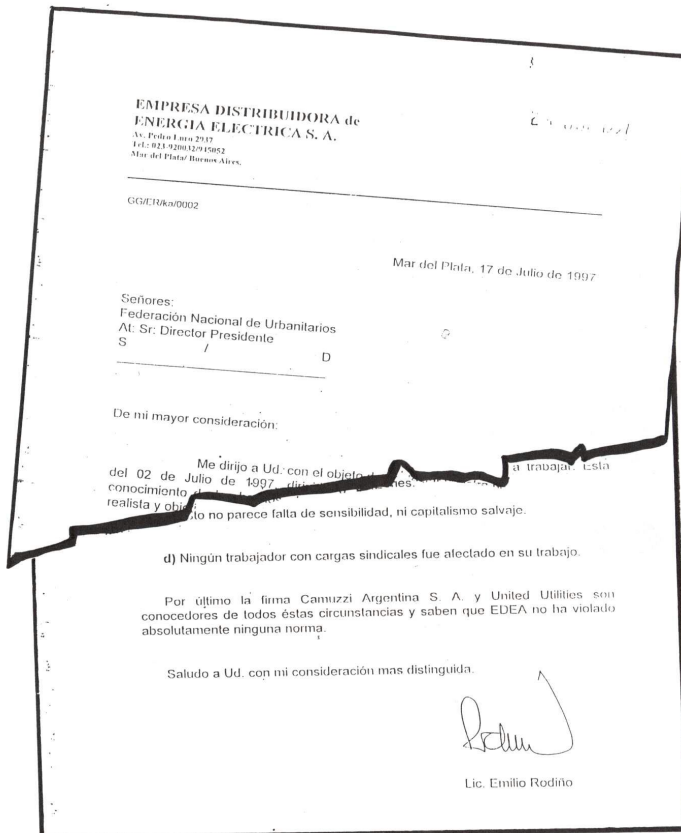 EMPRESA DISTRIBUIDORA de
ENERGIA ELECTRICA S. A.
Av. Pedro Luro 2937
Tel.: 023-920032/945052
Mar del Plata/ Buenos Aires.
GG/ER/ka/0002
Mar del Plata, 17 de Julio de 1997
Señores:
Federación Nacional de Urbanitarios
At: Sr: Director Presidente
S / D
De mi mayor consideración:
Me dirijo a Ud. con el objeto
a trabajar. Esta
del 02 de Julio de 1997,
conocimiento
realista y
no parece falta de sensibilidad, ni capitalismo salvaje.
d) Ningún trabajador con cargas sindicales fue afectado en su trabajo.
Por último la firma Camuzzi Argentina S. A. y United Utilities son
conocedores de todos éstas circunstancias y saben que EDEA no ha violado
absolutamente ninguna norma.
Saludo a Ud. con mi consideración mas distinguida.
Lic. Emilio Rodiño